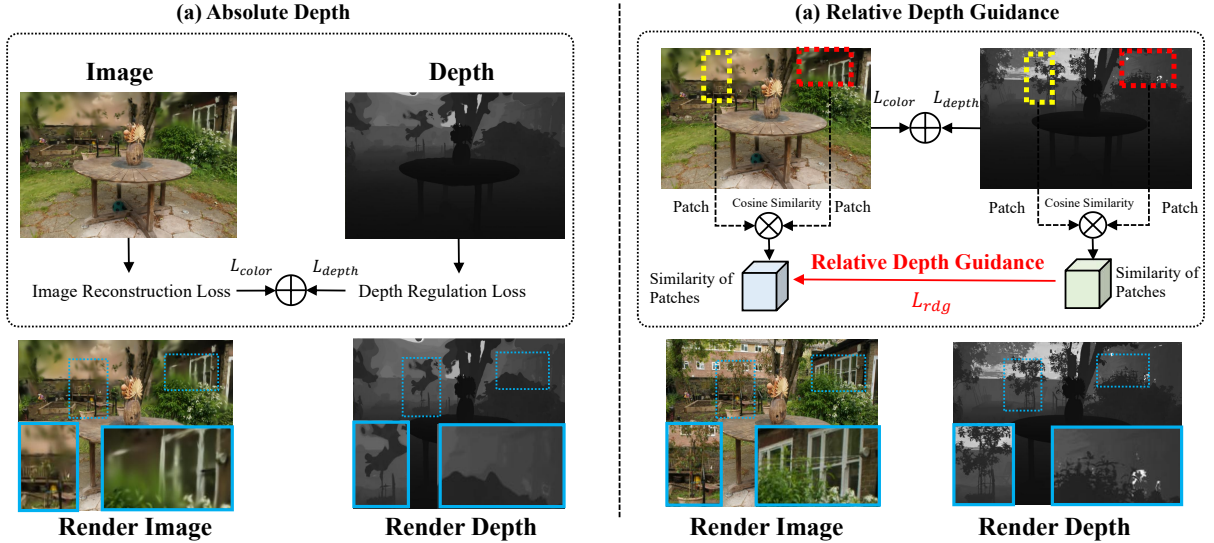 (a) Absolute Depth
Image
Depth
L_color
L_depth
Image Reconstruction Loss
Depth Regulation Loss
Render Image
Render Depth
(a) Relative Depth Guidance
L_color
L_depth
Patch
Cosine Similarity
Patch
Patch
Cosine Similarity
Patch
Similarity of
Patches
Relative Depth Guidance
L_rdg
Similarity of
Patches
Render Image
Render Depth